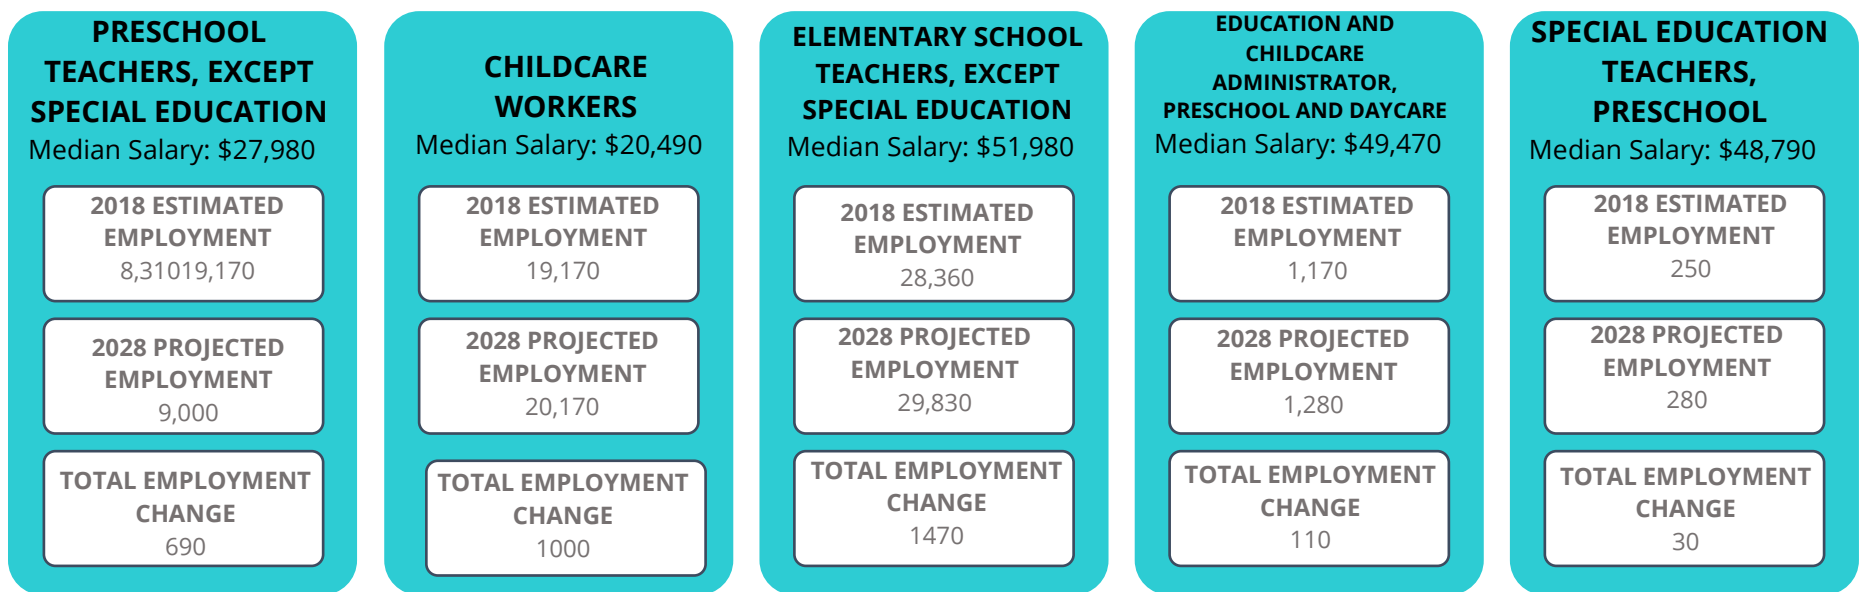 PRESCHOOL
TEACHERS, EXCEPT
SPECIAL EDUCATION
Median Salary: $27,980
2018 ESTIMATED
EMPLOYMENT
8,31019,170
2028 PROJECTED
EMPLOYMENT
9,000
TOTAL EMPLOYMENT
CHANGE
690
CHILDCARE
WORKERS
Median Salary: $20,490
2018 ESTIMATED
EMPLOYMENT
19,170
2028 PROJECTED
EMPLOYMENT
20,170
TOTAL EMPLOYMENT
CHANGE
1000
ELEMENTARY SCHOOL
TEACHERS, EXCEPT
SPECIAL EDUCATION
Median Salary: $51,980
2018 ESTIMATED
EMPLOYMENT
28,360
2028 PROJECTED
EMPLOYMENT
29,830
TOTAL EMPLOYMENT
CHANGE
1470
EDUCATION AND
CHILDCARE
ADMINISTRATOR,
PRESCHOOL AND DAYCARE
Median Salary: $49,470
2018 ESTIMATED
EMPLOYMENT
1,170
2028 PROJECTED
EMPLOYMENT
1,280
TOTAL EMPLOYMENT
CHANGE
110
SPECIAL EDUCATION
TEACHERS,
PRESCHOOL
Median Salary: $48,790
2018 ESTIMATED
EMPLOYMENT
250
2028 PROJECTED
EMPLOYMENT
280
TOTAL EMPLOYMENT
CHANGE
30